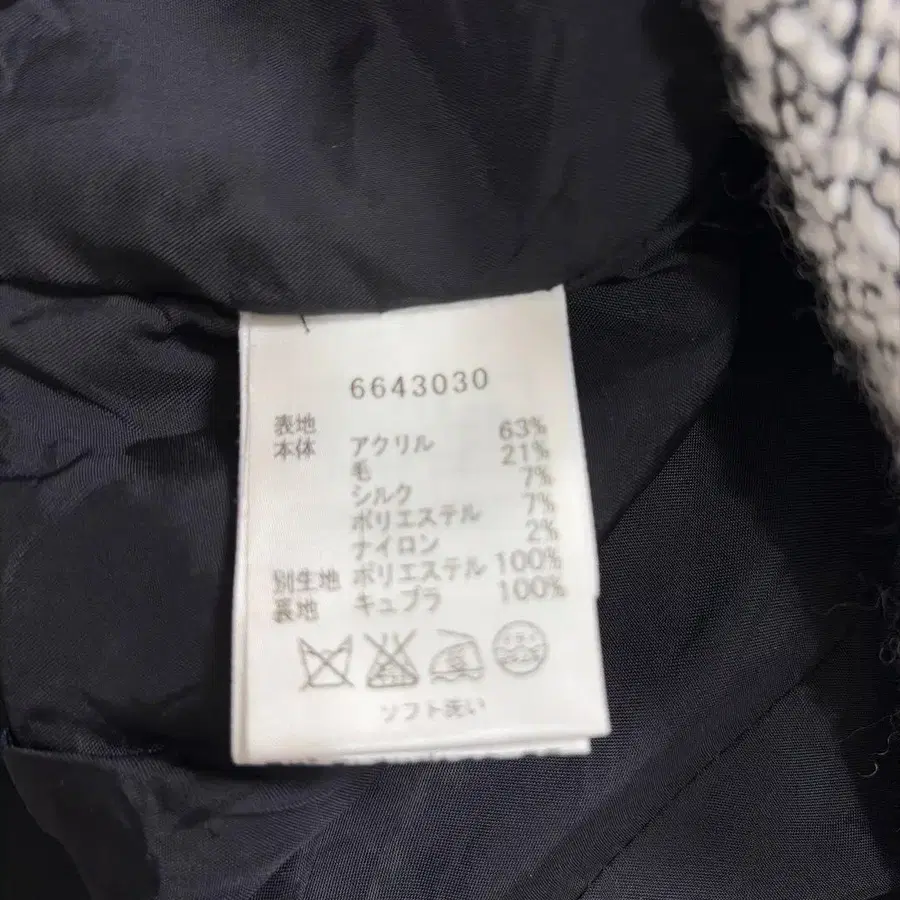 6643030
表地
本体 アクリル 63%
毛 21%
シルク 7%
ポリエステル 7%
ナイロン 2%
別生地 ポリエステル 100%
裏地 キュプラ 100%
ソフト洗い